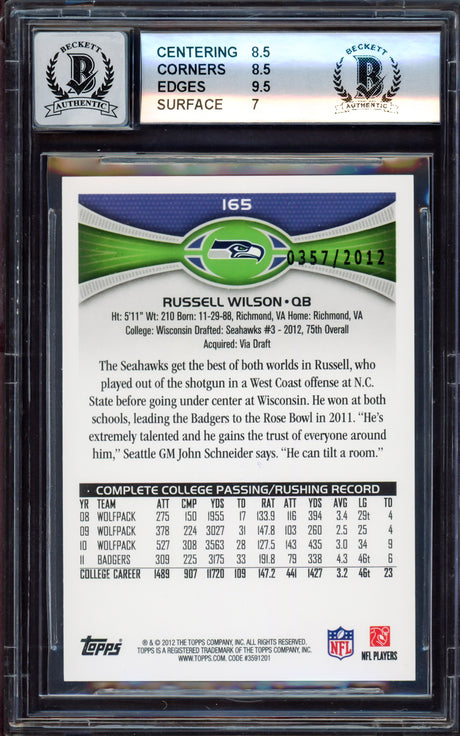 BECKETT
B
AUTHENTIC
CENTERING 8.5
CORNERS 8.5
EDGES 9.5
SURFACE 7
BECKETT
B
AUTHENTIC
165
0357/2012
RUSSELL WILSON • QB
Ht: 5'11" Wt: 210 Born: 11-29-88, Richmond, VA Home: Richmond, VA
College: Wisconsin Drafted: Seahawks #3 - 2012, 75th Overall
Acquired: Via Draft
The Seahawks get the best of both worlds in Russell, who
played out of the shotgun in a West Coast offense at N.C.
State before going under center at Wisconsin. He won at both
schools, leading the Badgers to the Rose Bowl in 2011. "He's
extremely talented and he gains the trust of everyone around
him," Seattle GM John Schneider says. "He can tilt a room."
COMPLETE COLLEGE PASSING/RUSHING RECORD
YR TEAM ATT CMP YDS TD RAT ATT YDS AVG LG TD
08 WOLFPACK 275 150 1955 17 133.9 116 394 3.4 29t 4
09 WOLFPACK 378 224 3027 31 147.8 103 260 2.5 25 4
10 WOLFPACK 527 308 3563 28 127.5 143 435 3.0 34 9
11 BADGERS 309 225 3175 33 191.8 79 338 4.3 46t 6
COLLEGE CAREER 1489 907 11720 109 147.2 441 1427 3.2 46t 23
Topps
® & © 2012 THE TOPPS COMPANY, INC. ALL RIGHTS RESERVED.
TOPPS IS A REGISTERED TRADEMARK OF THE TOPPS COMPANY, INC.
WWW.TOPPS.COM. CODE #3591201
NFL
NFL PLAYERS